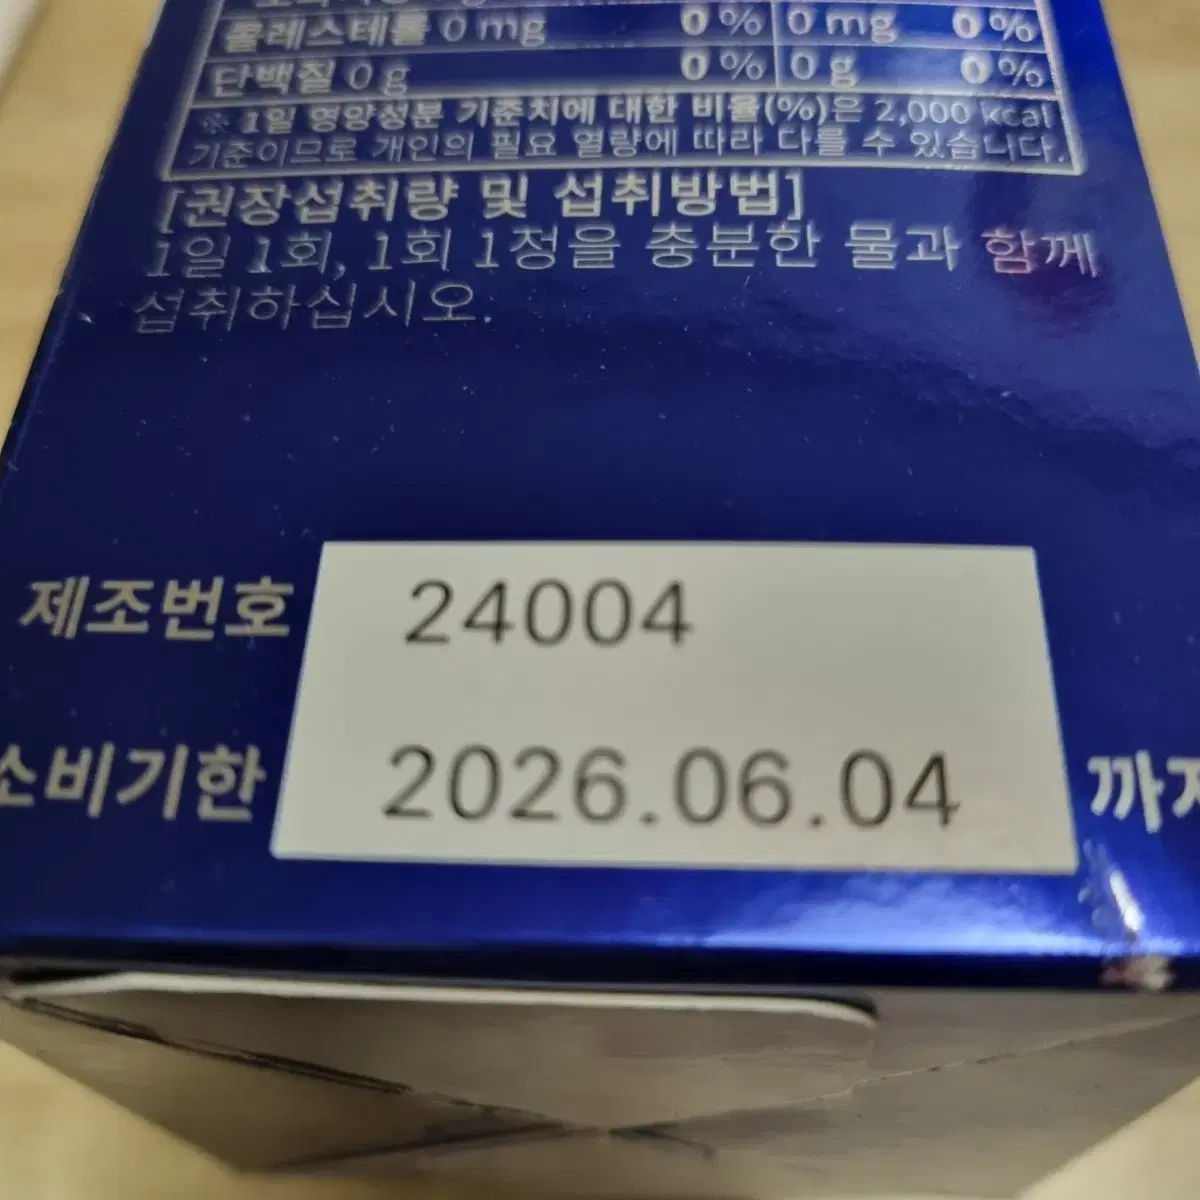 콜레스테롤 0 mg 0 % 0 mg 0 %
단백질 0 g 0 % 0 g 0 %
※ 1일 영양성분 기준치에 대한 비율(%)은 2,000 kcal
기준이므로 개인의 필요 열량에 따라 다를 수 있습니다.
[권장섭취량 및 섭취방법]
1일 1회, 1회 1정을 충분한 물과 함께
섭취하십시오.
제조번호 24004
소비기한 2026.06.04 까지